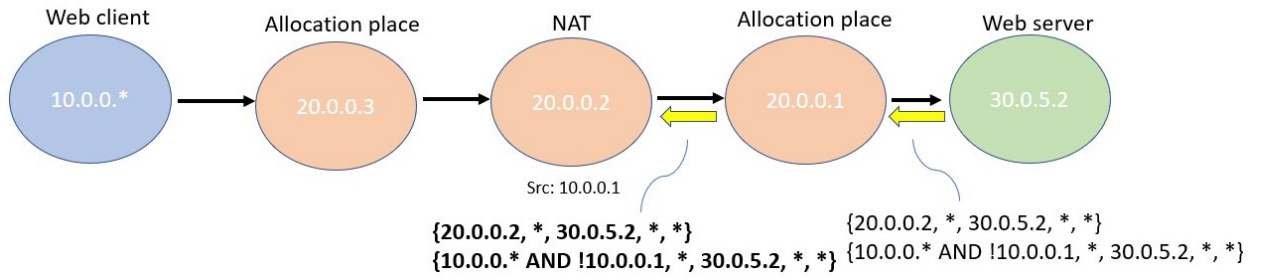 Web client
Allocation place
NAT
Allocation place
Web server
10.0.0.*
20.0.0.3
20.0.0.2
20.0.0.1
30.0.5.2
Src: 10.0.0.1
{20.0.0.2, *, 30.0.5.2, *, *}
{10.0.0.* AND !10.0.0.1, *, 30.0.5.2, *, *}
{20.0.0.2, *, 30.0.5.2, *, *}
{10.0.0.* AND !10.0.0.1, *, 30.0.5.2, *, *}